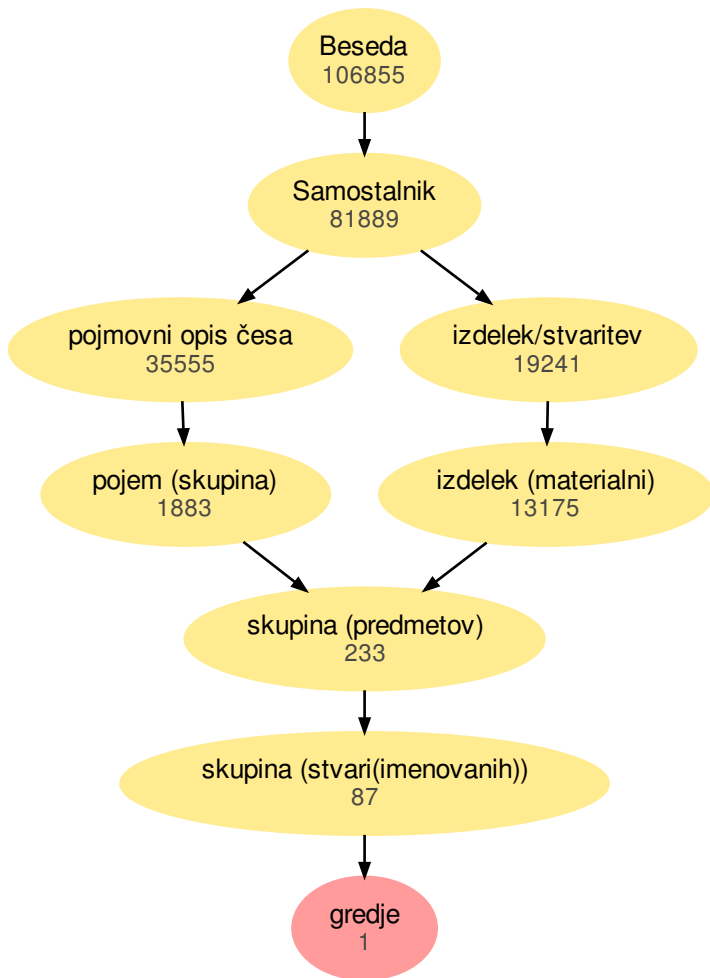 Beseda
106855
Samostalnik
81889
pojmovni opis česa
35555
izdelek/stvaritev
19241
pojem (skupina)
1883
izdelek (materialni)
13175
skupina (predmetov)
233
skupina (stvari(imenovanih))
87
gredje
1